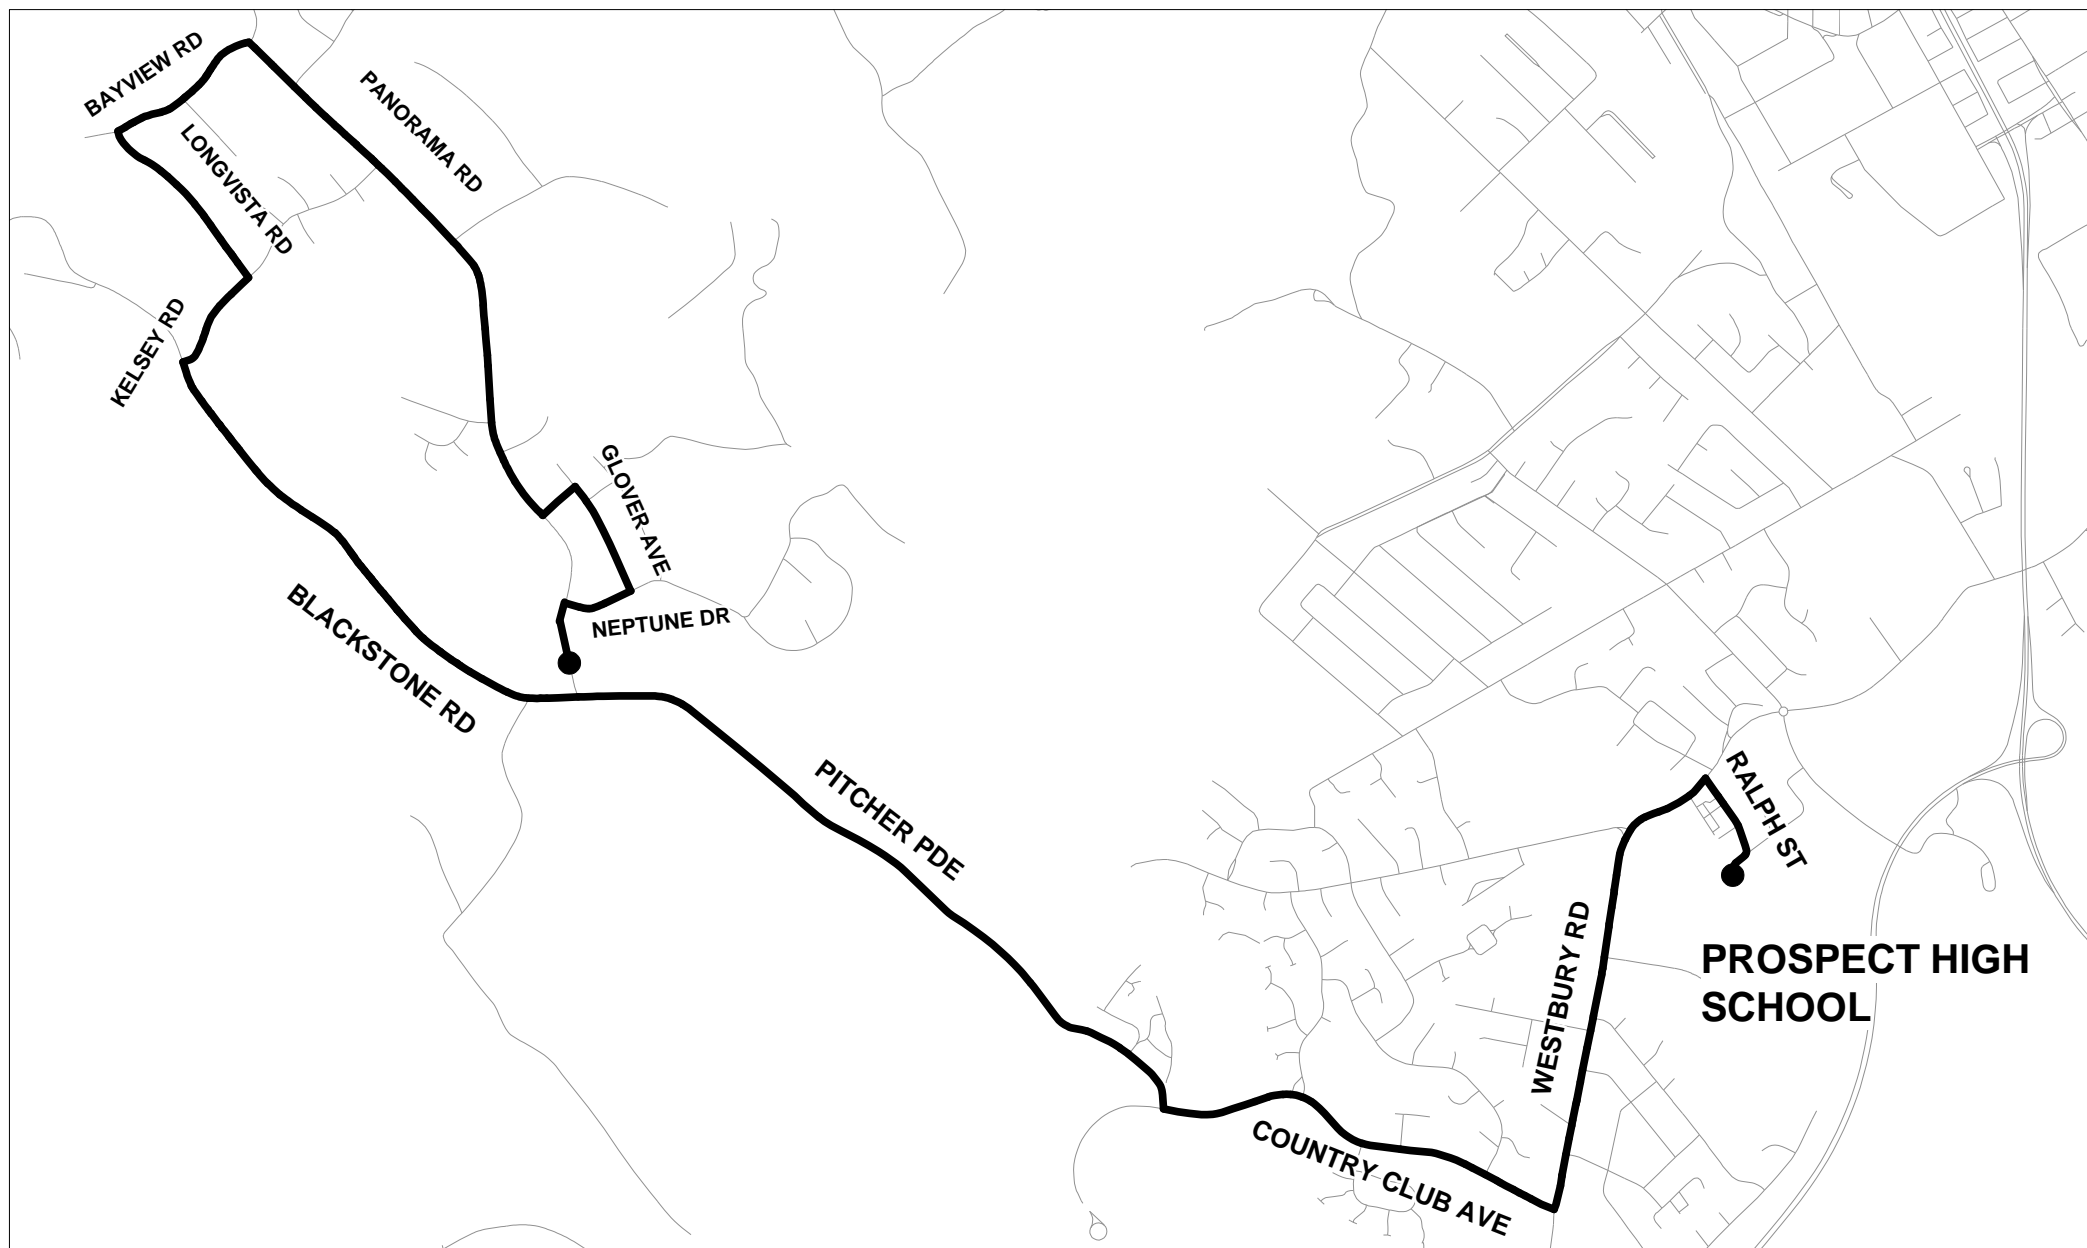 BAYVIEW RD
PANORAMA RD
LONGVISTA RD
KELSEY RD
GLOVER AVE
NEPTUNE DR
BLACKSTONE RD
PITCHER PDE
RALPH ST
WESTBURY RD
PROSPECT HIGH
SCHOOL
COUNTRY CLUB AVE